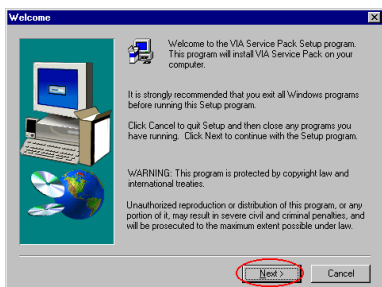 Welcome
Welcome to the VIA Service Pack Setup program.
This program will install VIA Service Pack on your
computer.
It is strongly recommended that you exit all Windows programs
before running this Setup program.
Click Cancel to quit Setup and then close any programs you
have running. Click Next to continue with the Setup program.
WARNING: This program is protected by copyright law and
international treaties.
Unauthorized reproduction or distribution of this program, or any
portion of it, may result in severe civil and criminal penalties, and
will be prosecuted to the maximum extent possible under law.
Next >
Cancel